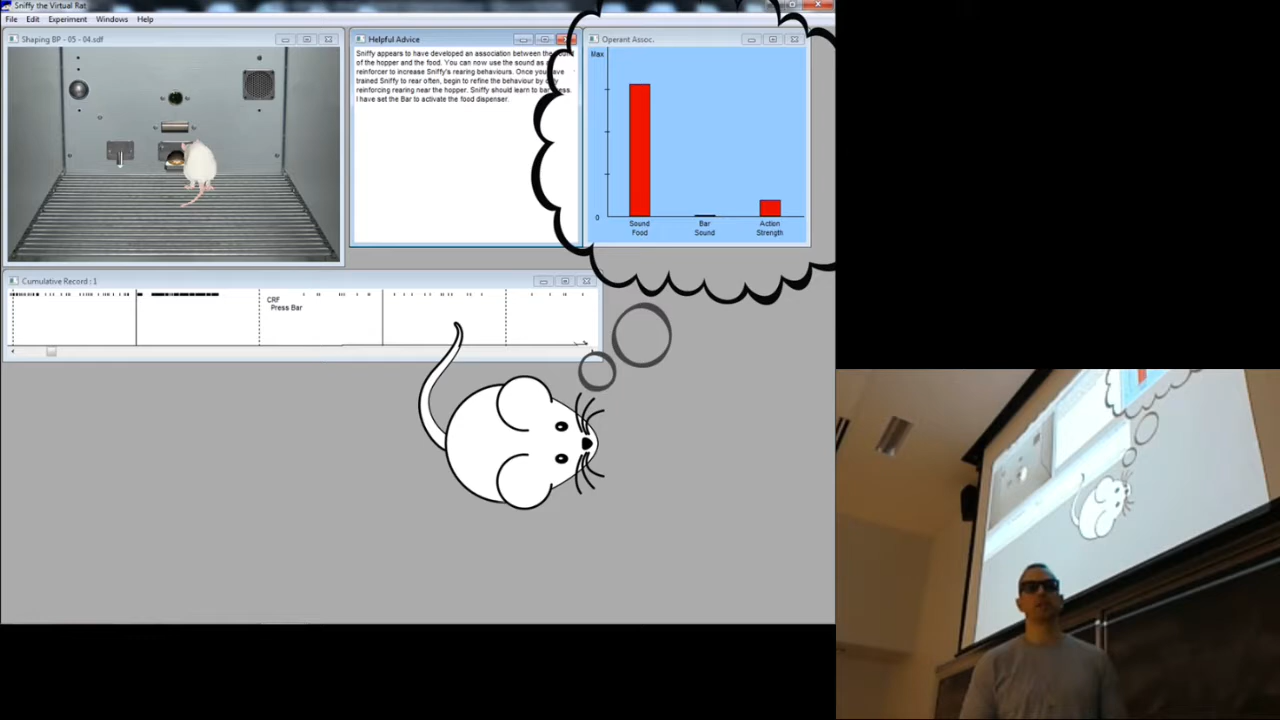 Sniffy the Virtual Rat
File Edit Experiment Windows Help
Shaping BP - 05 - 04.sdf
Helpful Advice
Sniffy appears to have developed an association between the
of the hopper and the food. You can now use the sound as
reinforcer to increase Sniffy's rearing behaviours. Once you have
trained Sniffy to rear often, begin to refine the behaviour by only
reinforcing rearing near the hopper. Sniffy should learn to bar press.
I have set the Bar to activate the food dispenser.
Operant Assoc.
Max
0
Sound
Food
Bar
Sound
Action
Strength
Cumulative Record : 1
CRF
Press Bar